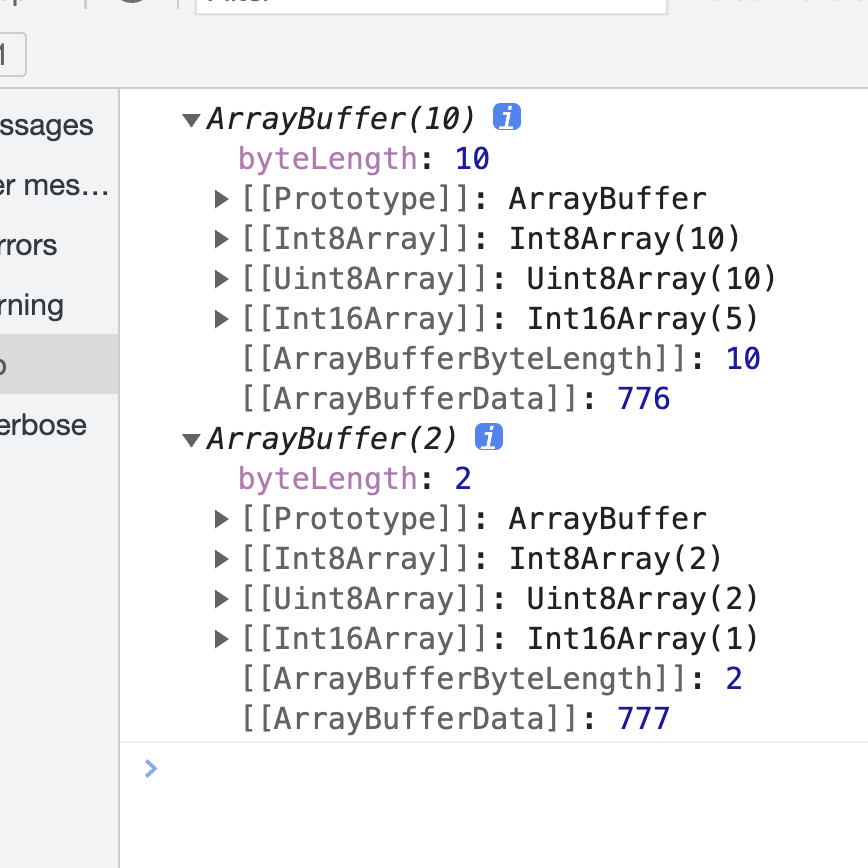 ssages
er mes…
rrors
rning
erbose
ArrayBuffer(10) i
byteLength: 10
[[Prototype]]: ArrayBuffer
[[Int8Array]]: Int8Array(10)
[[Uint8Array]]: Uint8Array(10)
[[Int16Array]]: Int16Array(5)
[[ArrayBufferByteLength]]: 10
[[ArrayBufferData]]: 776
ArrayBuffer(2) i
byteLength: 2
[[Prototype]]: ArrayBuffer
[[Int8Array]]: Int8Array(2)
[[Uint8Array]]: Uint8Array(2)
[[Int16Array]]: Int16Array(1)
[[ArrayBufferByteLength]]: 2
[[ArrayBufferData]]: 777